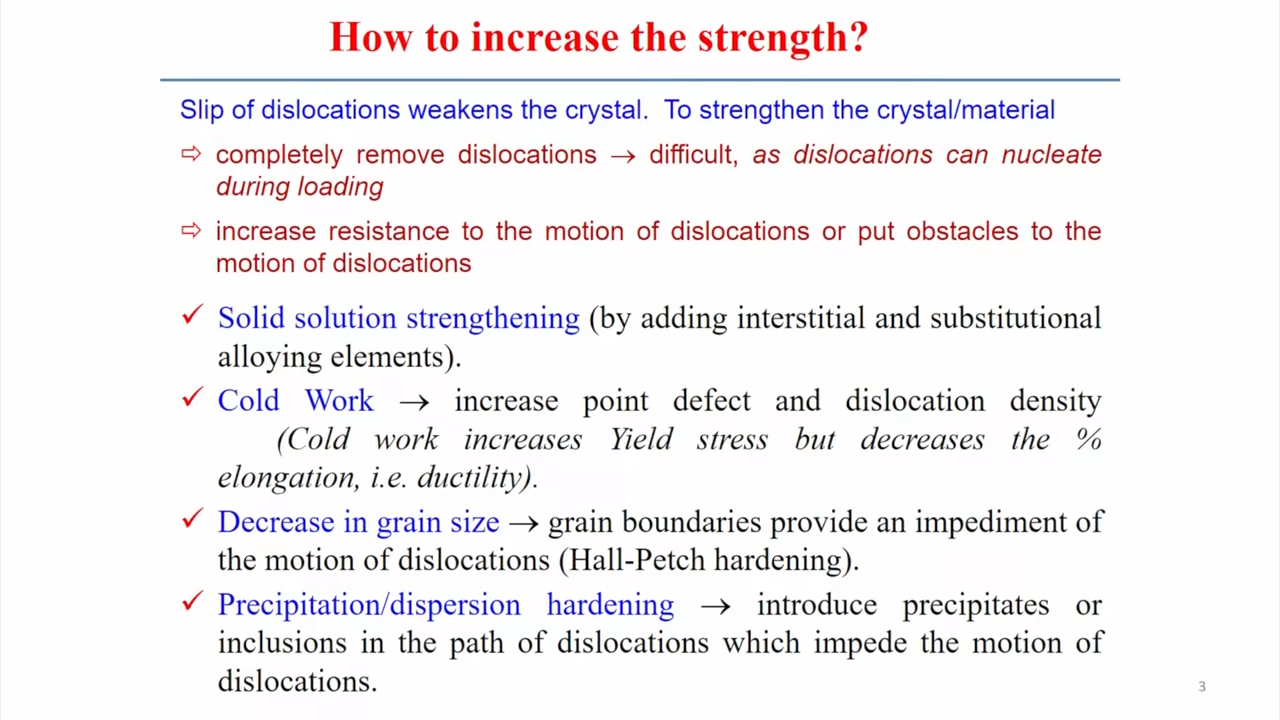 How to increase the strength?
Slip of dislocations weakens the crystal. To strengthen the crystal/material
⇨ completely remove dislocations → difficult, as dislocations can nucleate
during loading
⇨ increase resistance to the motion of dislocations or put obstacles to the
motion of dislocations
✓ Solid solution strengthening (by adding interstitial and substitutional
alloying elements).
✓ Cold Work → increase point defect and dislocation density
(Cold work increases Yield stress but decreases the %
elongation, i.e. ductility).
✓ Decrease in grain size → grain boundaries provide an impediment of
the motion of dislocations (Hall-Petch hardening).
✓ Precipitation/dispersion hardening → introduce precipitates or
inclusions in the path of dislocations which impede the motion of
dislocations.
3